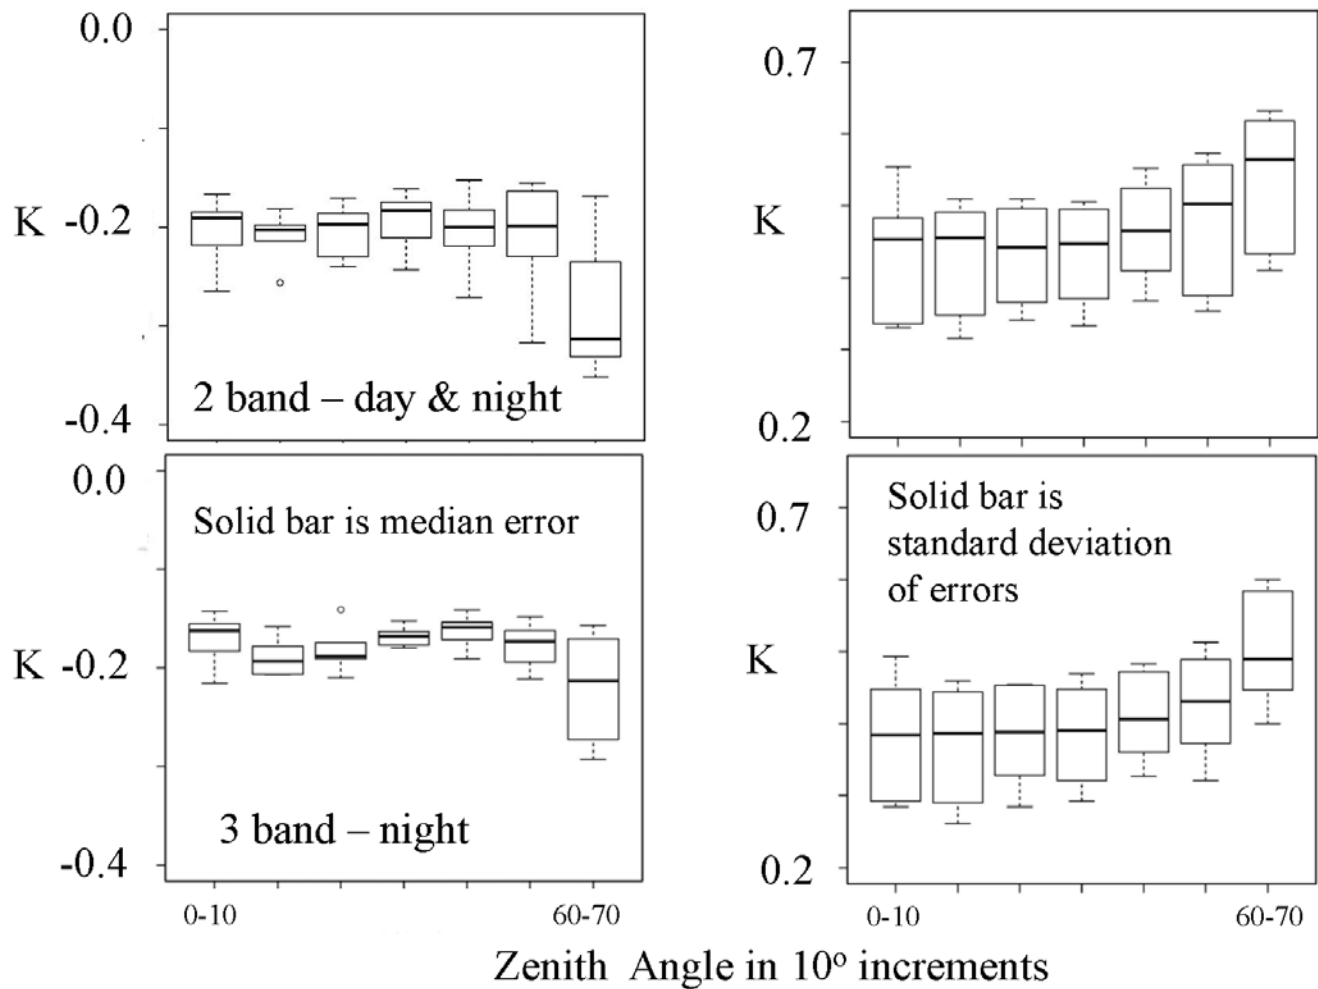 0.0
K -0.2
-0.4
2 band – day & night
0.7
K
0.2
0.0
Solid bar is median error
K -0.2
3 band – night
-0.4
0-10
60-70
0.7
Solid bar is
standard deviation
of errors
K
0.2
0-10
60-70
Zenith Angle in 10º increments